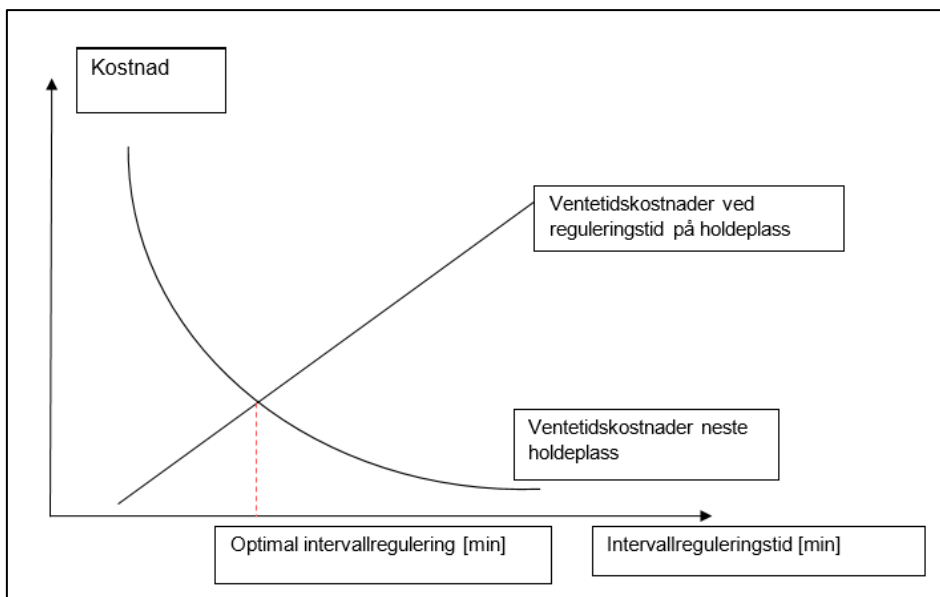 Kostnad
Ventetidskostnader ved
reguleringstid på holdeplass
Ventetidskostnader neste
holdeplass
Optimal intervallregulering [min]
Intervallreguleringstid [min]